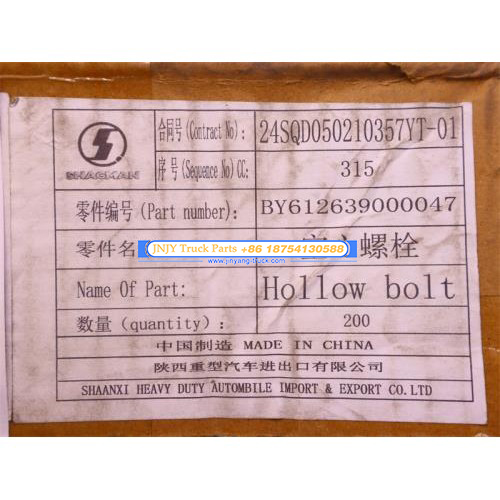 SHACMAN
合同号(Contract No): 24SQD050210357YT-01
序号(Sequence No)CC: 315
零件编号(Part number): BY612639000047
零件名
螺栓
JNJY Truck Parts +86 18754130588
www.jinyang-truck.com
Name Of Part: Hollow bolt
数量(quantity): 200
中国制造 MADE IN CHINA
陕西重型汽车进出口有限公司
SHAANXI HEAVY DUTY AUTOMBILE IMPORT & EXPORT CO.LTD